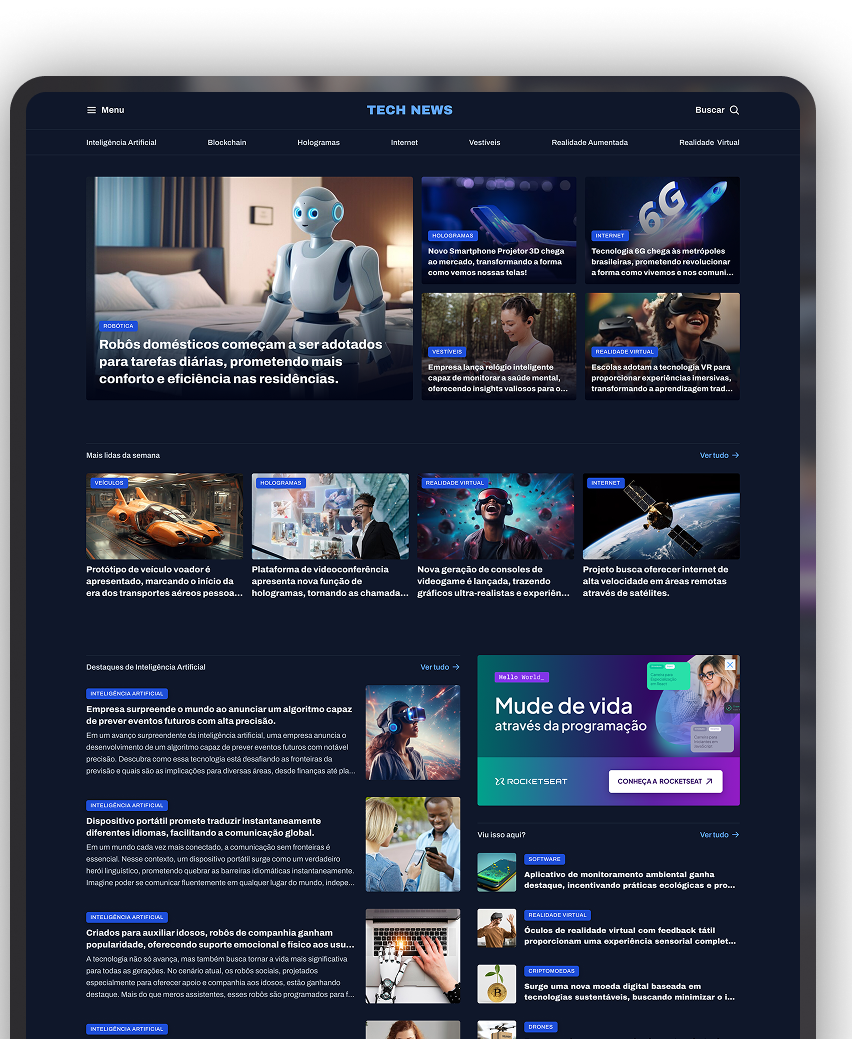 Menu
TECH NEWS
Buscar
Inteligência Artificial
Blockchain
Hologramas
Internet
Vestíveis
Realidade Aumentada
Realidade Virtual
ROBÓTICA
Robôs domésticos começam a ser adotados
para tarefas diárias, prometendo mais
conforto e eficiência nas residências.
HOLOGRAMAS
Novo Smartphone Projetor 3D chega
ao mercado, transformando a forma
como vemos nossas telas!
6G
INTERNET
Tecnologia 6G chega às metrópoles
brasileiras, prometendo revolucionar
a forma como vivemos e nos comuni...
VESTÍVEIS
Empresa lança relógio inteligente
capaz de monitorar a saúde mental,
oferecendo insights valiosos para o...
REALIDADE VIRTUAL
Escolas adotam a tecnologia VR para
proporcionar experiências imersivas,
transformando a aprendizagem trad...
Mais lidas da semana
Ver tudo
VEÍCULOS
Protótipo de veículo voador é
apresentado, marcando o início da
era dos transportes aéreos pessoa...
HOLOGRAMAS
Plataforma de videoconferência
apresenta nova função de
hologramas, tornando as chamada...
REALIDADE VIRTUAL
Nova geração de consoles de
videogame é lançada, trazendo
gráficos ultra-realistas e experiên...
INTERNET
Projeto busca oferecer internet de
alta velocidade em áreas remotas
através de satélites.
Destaques de Inteligência Artificial
Ver tudo
INTELIGÊNCIA ARTIFICIAL
Empresa surpreende o mundo ao anunciar um algoritmo capaz
de prever eventos futuros com alta precisão.
Em um avanço surpreendente da inteligência artificial, uma empresa anuncia o
desenvolvimento de um algoritmo capaz de prever eventos futuros com notável
precisão. Descubra como essa tecnologia está desafiando as fronteiras da
previsão e quais são as implicações para diversas áreas, desde finanças até pla...
INTELIGÊNCIA ARTIFICIAL
Dispositivo portátil promete traduzir instantaneamente
diferentes idiomas, facilitando a comunicação global.
Em um mundo cada vez mais conectado, a comunicação sem fronteiras é
essencial. Nesse contexto, um dispositivo portátil surge como um verdadeiro
herói linguístico, prometendo quebrar as barreiras idiomáticas instantaneamente.
Imagine poder se comunicar fluentemente em qualquer lugar do mundo, indepe...
INTELIGÊNCIA ARTIFICIAL
Criados para auxiliar idosos, robôs de companhia ganham
popularidade, oferecendo suporte emocional e físico aos usu...
A tecnologia não só avança, mas também busca tornar a vida mais significativa
para todas as gerações. No cenário atual, os robôs sociais, projetados
especialmente para oferecer apoio e companhia aos idosos, estão ganhando
destaque. Mais do que meros assistentes, esses robôs são programados para f...
INTELIGÊNCIA ARTIFICIAL
Hello World_
Mude de vida
através da programação
ROCKETSEAT
CONHEÇA A ROCKETSEAT
Viu isso aqui?
Ver tudo
SOFTWARE
Aplicativo de monitoramento ambiental ganha
destaque, incentivando práticas ecológicas e pro...
REALIDADE VIRTUAL
Óculos de realidade virtual com feedback tátil
proporcionam uma experiência sensorial complet...
CRIPTOMOEDAS
Surge uma nova moeda digital baseada em
tecnologias sustentáveis, buscando minimizar o i...
DRONES